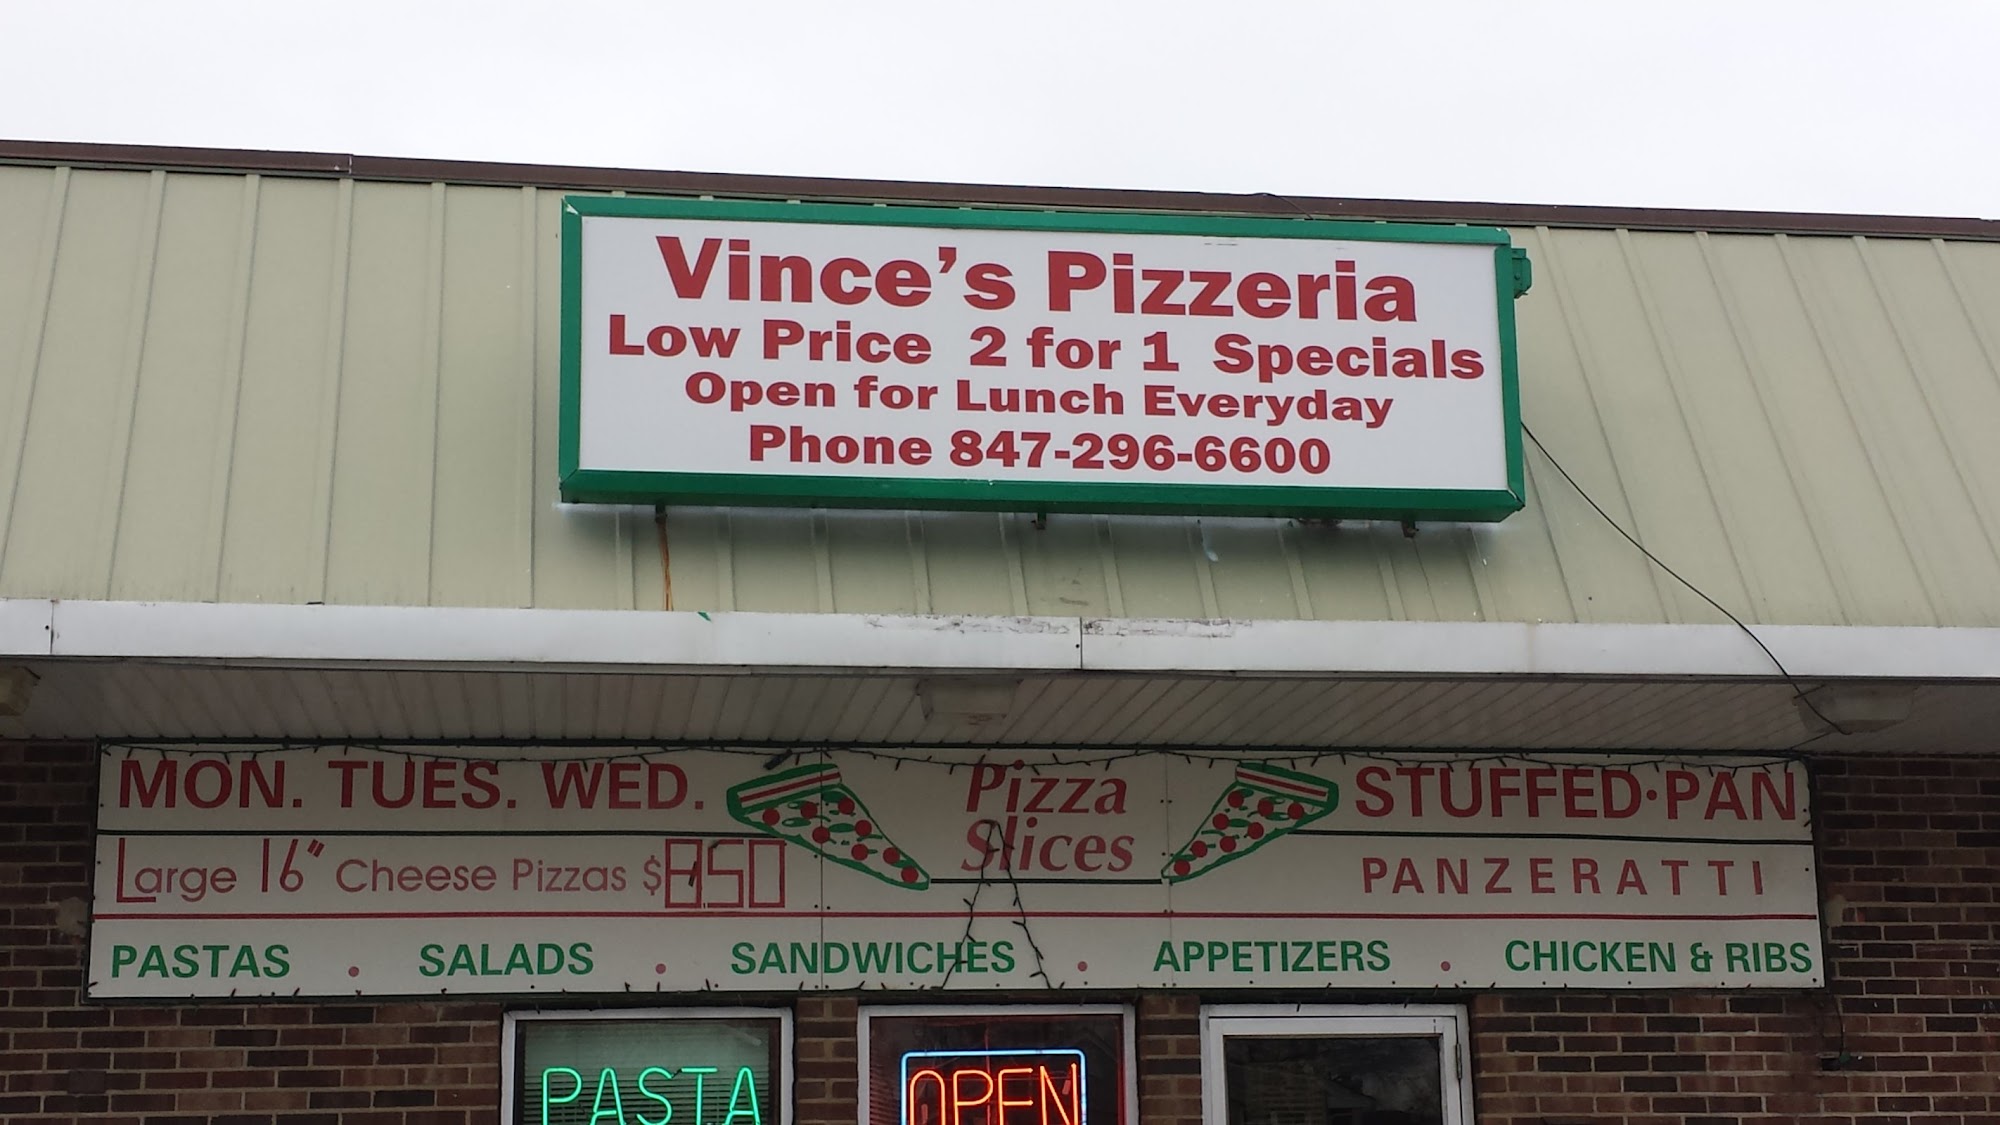 Vince's Pizzeria
Low Price 2 for 1 Specials
Open for Lunch Everyday
Phone 847-296-6600
MON. TUES. WED.
Large 16" Cheese Pizzas $8.50
Pizza
Slices
STUFFED·PAN
PANZERATTI
PASTAS . SALADS . SANDWICHES . APPETIZERS . CHICKEN & RIBS
PASTA
OPEN